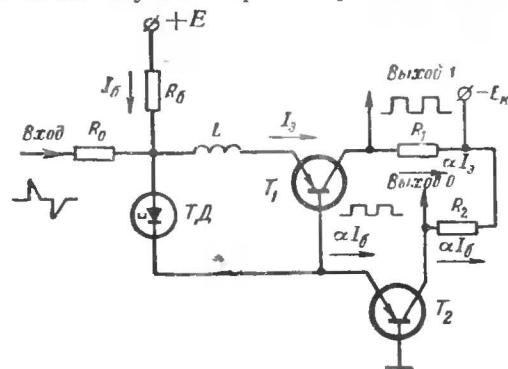 +E
I_б
R_б
Выход 1
-E_к
Вход
R_0
L
I_э
R_1
T_1
αI_э
Выход 0
R_2
ТД
αI_б
αI_б
T_2